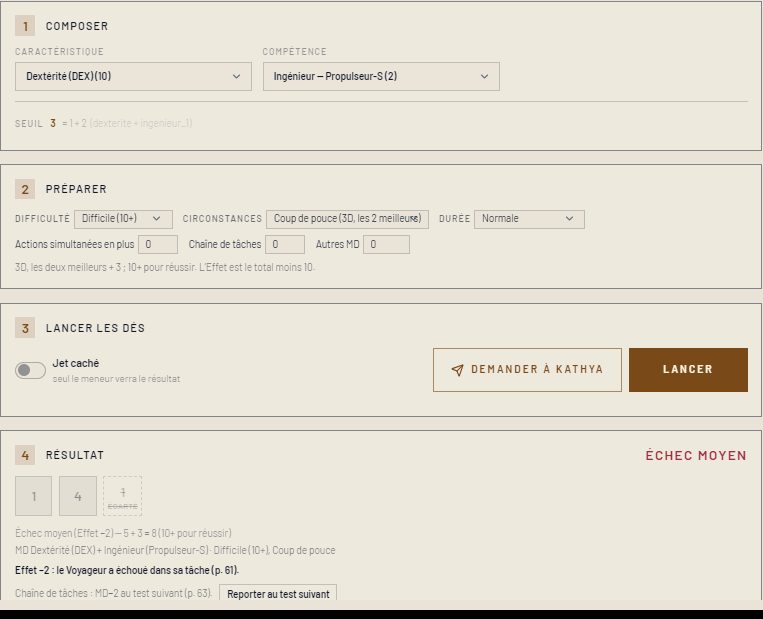 1 COMPOSER
CARACTÉRISTIQUE COMPÉTENCE
Dextérité (DEX) (10) Ingénieur – Propulseur-S (2)
SEUIL 3 = 1 + 2 (dexterite + ingenieur_1)
2 PRÉPARER
DIFFICULTÉ Difficile (10+) CIRCONSTANCES Coup de pouce (3D, les 2 meilleurs) DURÉE Normale
Actions simultanées en plus 0 Chaîne de tâches 0 Autres MD 0
3D, les deux meilleurs + 3 ; 10+ pour réussir. L'Effet est le total moins 10.
3 LANCER LES DÉS
Jet caché
seul le meneur verra le résultat
DEMANDER À KATHYA LANCER
4 RÉSULTAT ÉCHEC MOYEN
1 4 1
ÉCARTÉ
Échec moyen (Effet −2) — 5 + 3 = 8 (10+ pour réussir)
MD Dextérité (DEX) + Ingénieur (Propulseur-S) · Difficile (10+), Coup de pouce
Effet −2 : le Voyageur a échoué dans sa tâche (p. 61).
Chaîne de tâches : MD−2 au test suivant (p. 63). Reporter au test suivant